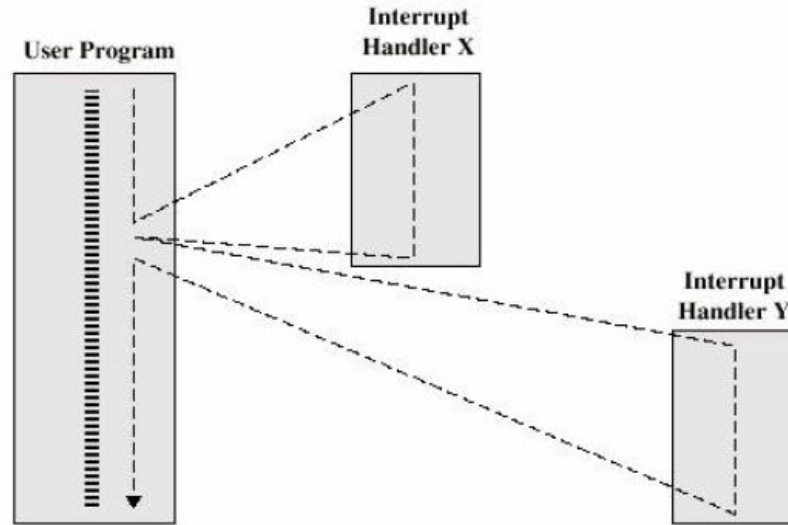 User Program
Interrupt
Handler X
Interrupt
Handler Y